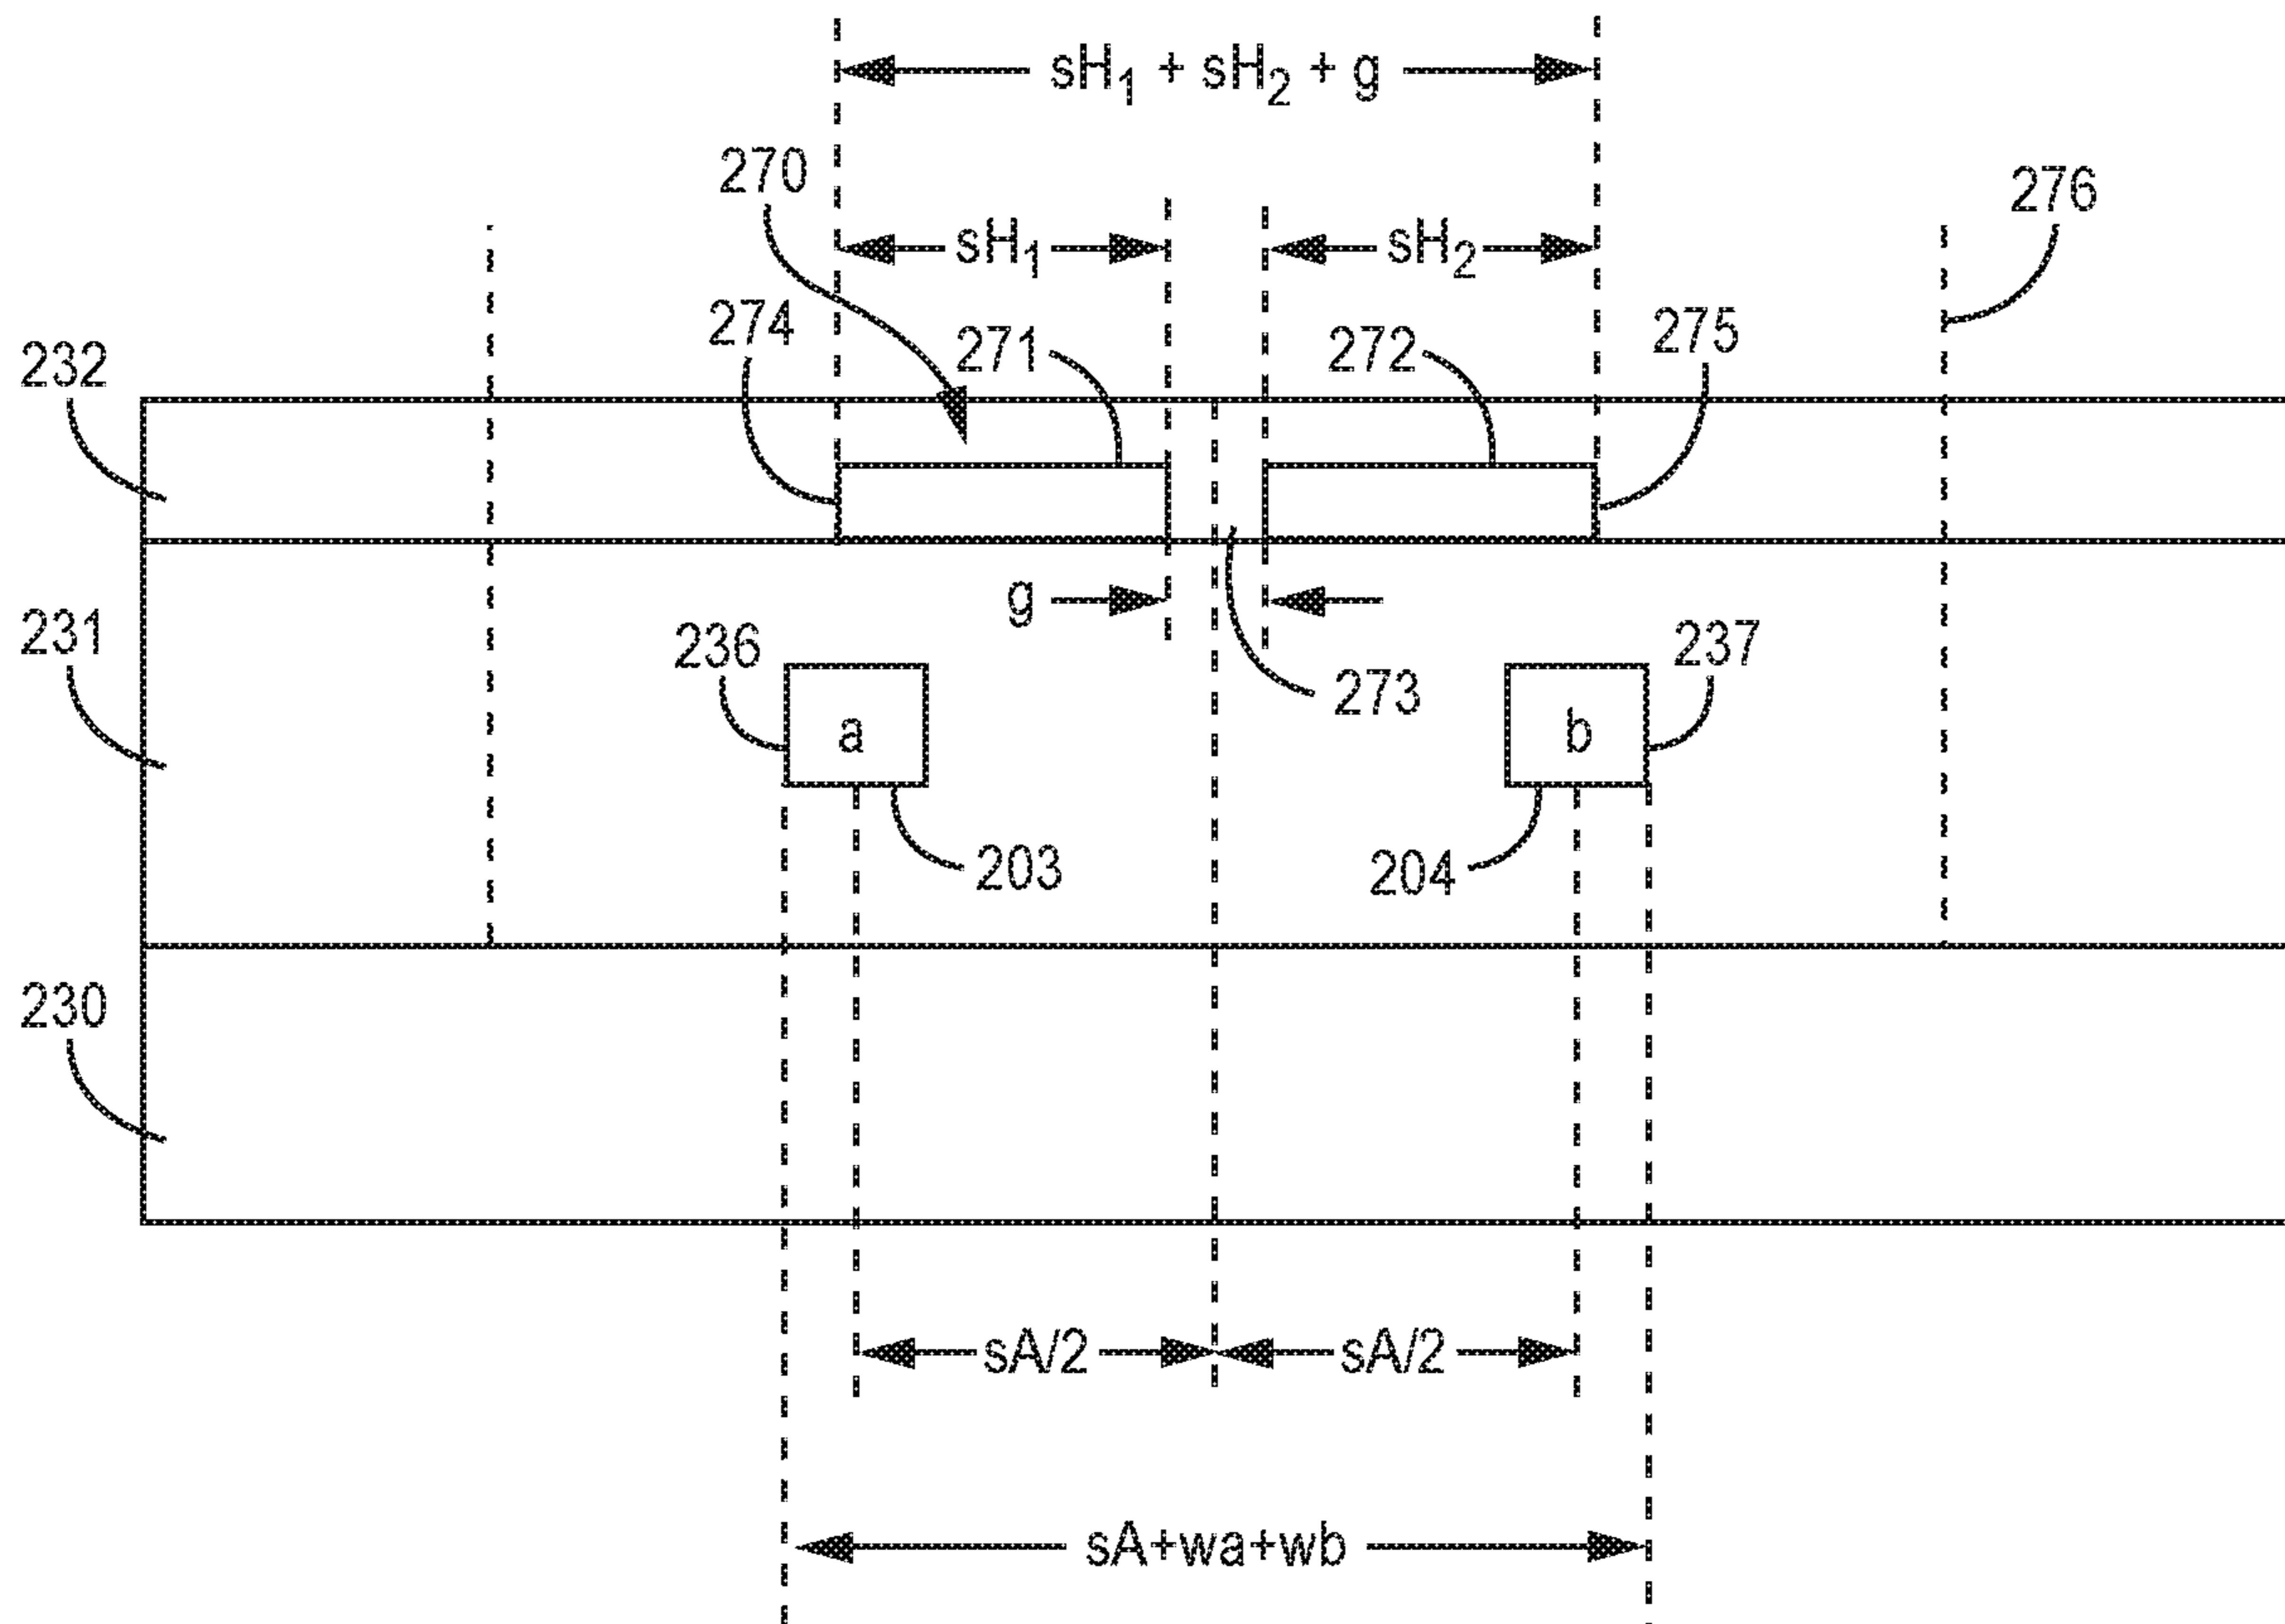 sH₁ + sH₂ + g
270
276
sH₁
sH₂
274
271
272
275
232
g
231
236
237
273
a
b
203
204
230
sA/2
sA/2
sA+wa+wb